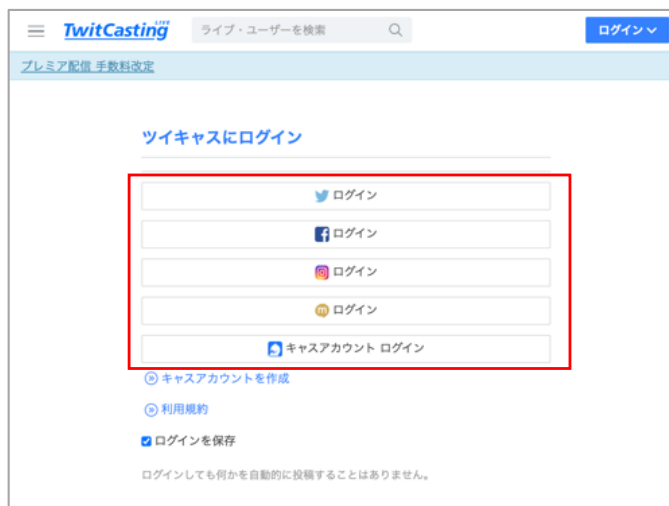 TwitCasting LIVE
ライブ・ユーザーを検索
ログイン
プレミア配信 手数料改定
ツイキャスにログイン
ログイン
ログイン
ログイン
ログイン
キャスアカウント ログイン
キャスアカウントを作成
利用規約
ログインを保存
ログインしても何かを自動的に投稿することはありません。